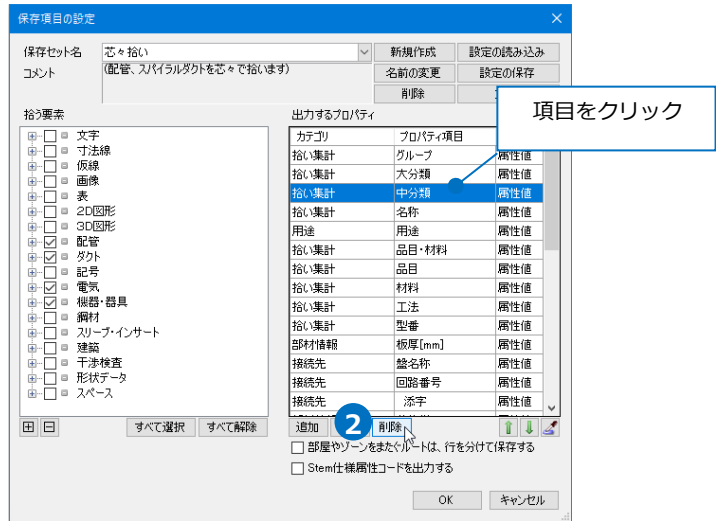 保存項目の設定
保存セット名 芯々拾い 新規作成 設定の読み込み
コメント (配管、スパイラルダクトを芯々で拾います) 名前の変更 設定の保存
削除
項目をクリック
拾う要素
文字
寸法線
仮線
画像
表
2D図形
3D図形
配管
ダクト
記号
電気
機器・器具
鋼材
スリーブ・インサート
建築
干渉検査
形状データ
スペース
すべて選択 すべて解除
出力するプロパティ
カテゴリ プロパティ項目
拾い集計 グループ 属性値
拾い集計 大分類 属性値
拾い集計 中分類 属性値
拾い集計 名称 属性値
用途 用途 属性値
拾い集計 品目・材料 属性値
拾い集計 品目 属性値
拾い集計 材料 属性値
拾い集計 工法 属性値
拾い集計 型番 属性値
部材情報 板厚[mm] 属性値
接続先 盤名称 属性値
接続先 回路番号 属性値
接続先 添字 属性値
追加 2 削除
部屋やゾーンをまたぐルートは、行を分けて保存する
Stem仕様属性コードを出力する
OK キャンセル